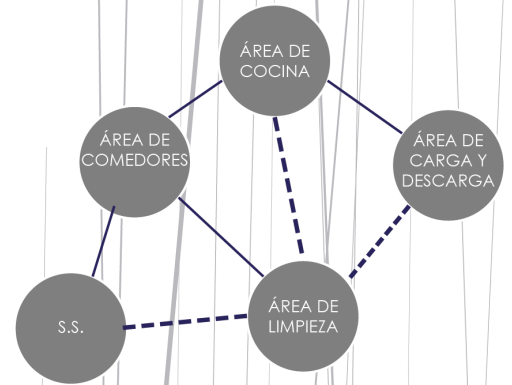 ÁREA DE
COCINA
ÁREA DE
COMEDORES
ÁREA DE
CARGA Y
DESCARGA
S.S.
ÁREA DE
LIMPIEZA